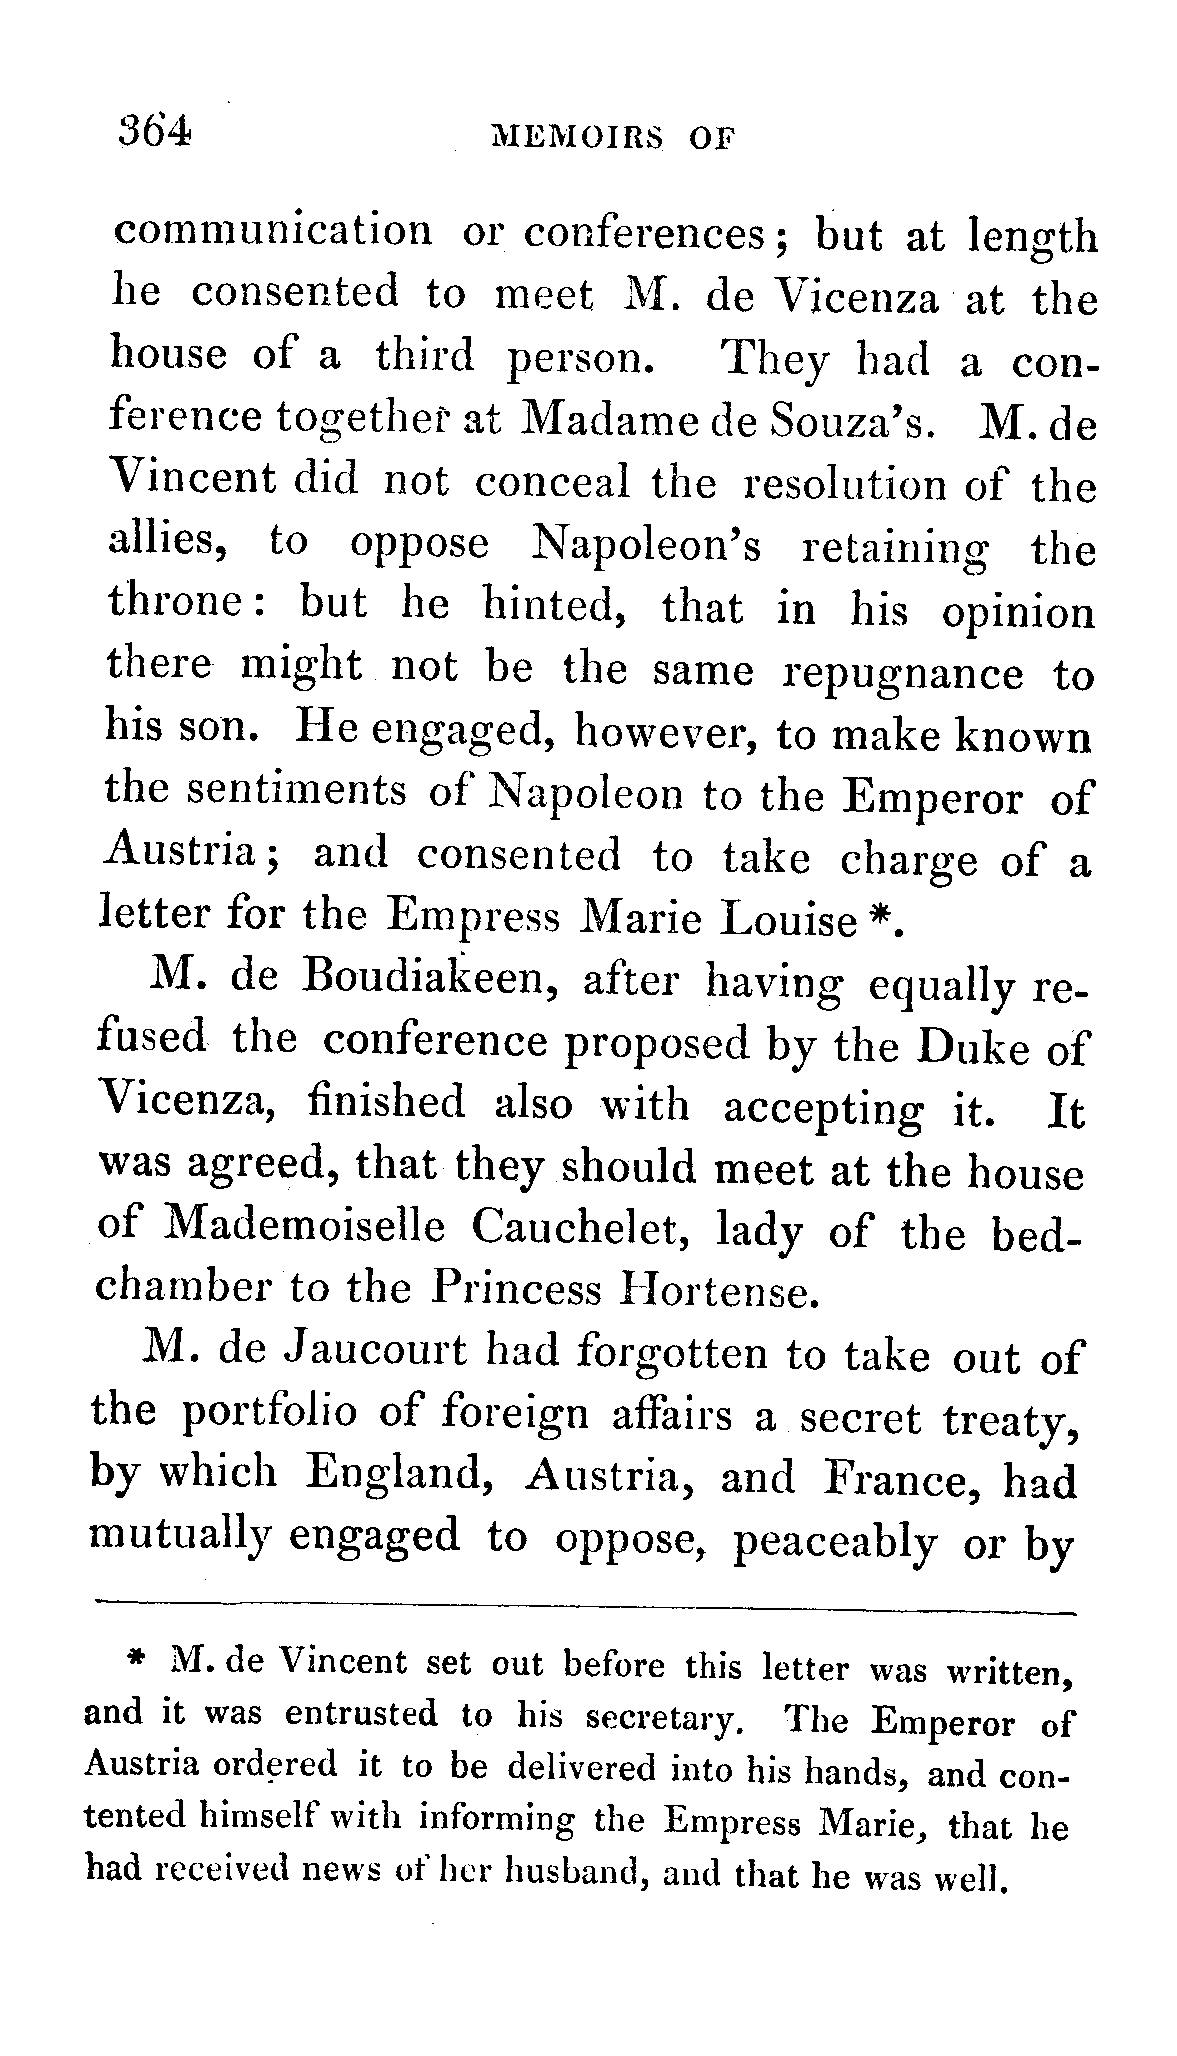 364 MEMOIRS OF
communication or conferences; but at length
he consented to meet M. de Vicenza at the
house of a third person. They had a con-
ference together at Madame de Souza's. M. de
Vincent did not conceal the resolution of the
allies, to oppose Napoleon's retaining the
throne: but he hinted, that in his opinion
there might not be the same repugnance to
his son. He engaged, however, to make known
the sentiments of Napoleon to the Emperor of
Austria; and consented to take charge of a
letter for the Empress Marie Louise *.
M. de Boudiakeen, after having equally re-
fused the conference proposed by the Duke of
Vicenza, finished also with accepting it. It
was agreed, that they should meet at the house
of Mademoiselle Cauchelet, lady of the bed-
chamber to the Princess Hortense.
M. de Jaucourt had forgotten to take out of
the portfolio of foreign affairs a secret treaty,
by which England, Austria, and France, had
mutually engaged to oppose, peaceably or by
* M. de Vincent set out before this letter was written,
and it was entrusted to his secretary. The Emperor of
Austria ordered it to be delivered into his hands, and con-
tented himself with informing the Empress Marie, that he
had received news of her husband, and that he was well.